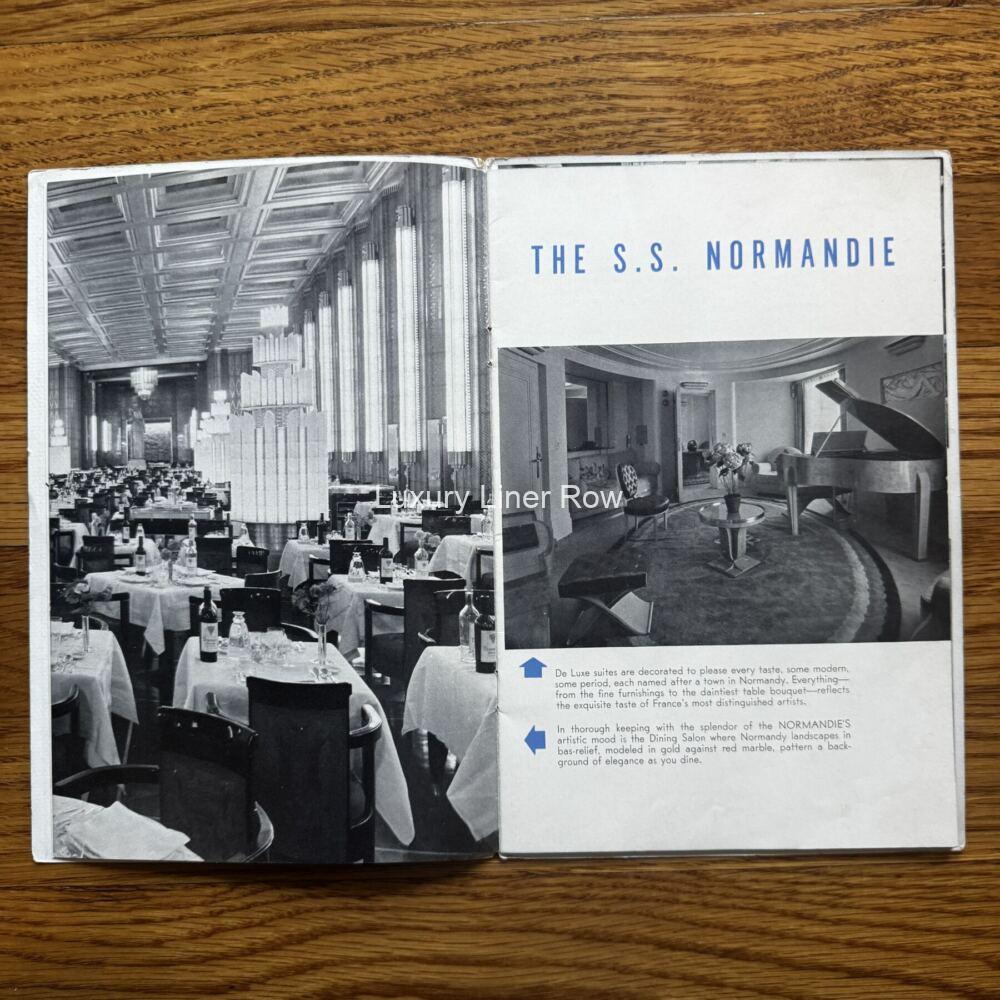 THE S.S. NORMANDIE
Luxury Liner Row
De Luxe suites are decorated to please every taste, some modern,
some period, each named after a town in Normandy. Everything—
from the fine furnishings to the daintiest table bouquet—reflects
the exquisite taste of France's most distinguished artists.
In thorough keeping with the splendor of the NORMANDIE'S
artistic mood is the Dining Salon where Normandy landscapes in
bas-relief, modeled in gold against red marble, pattern a back-
ground of elegance as you dine.